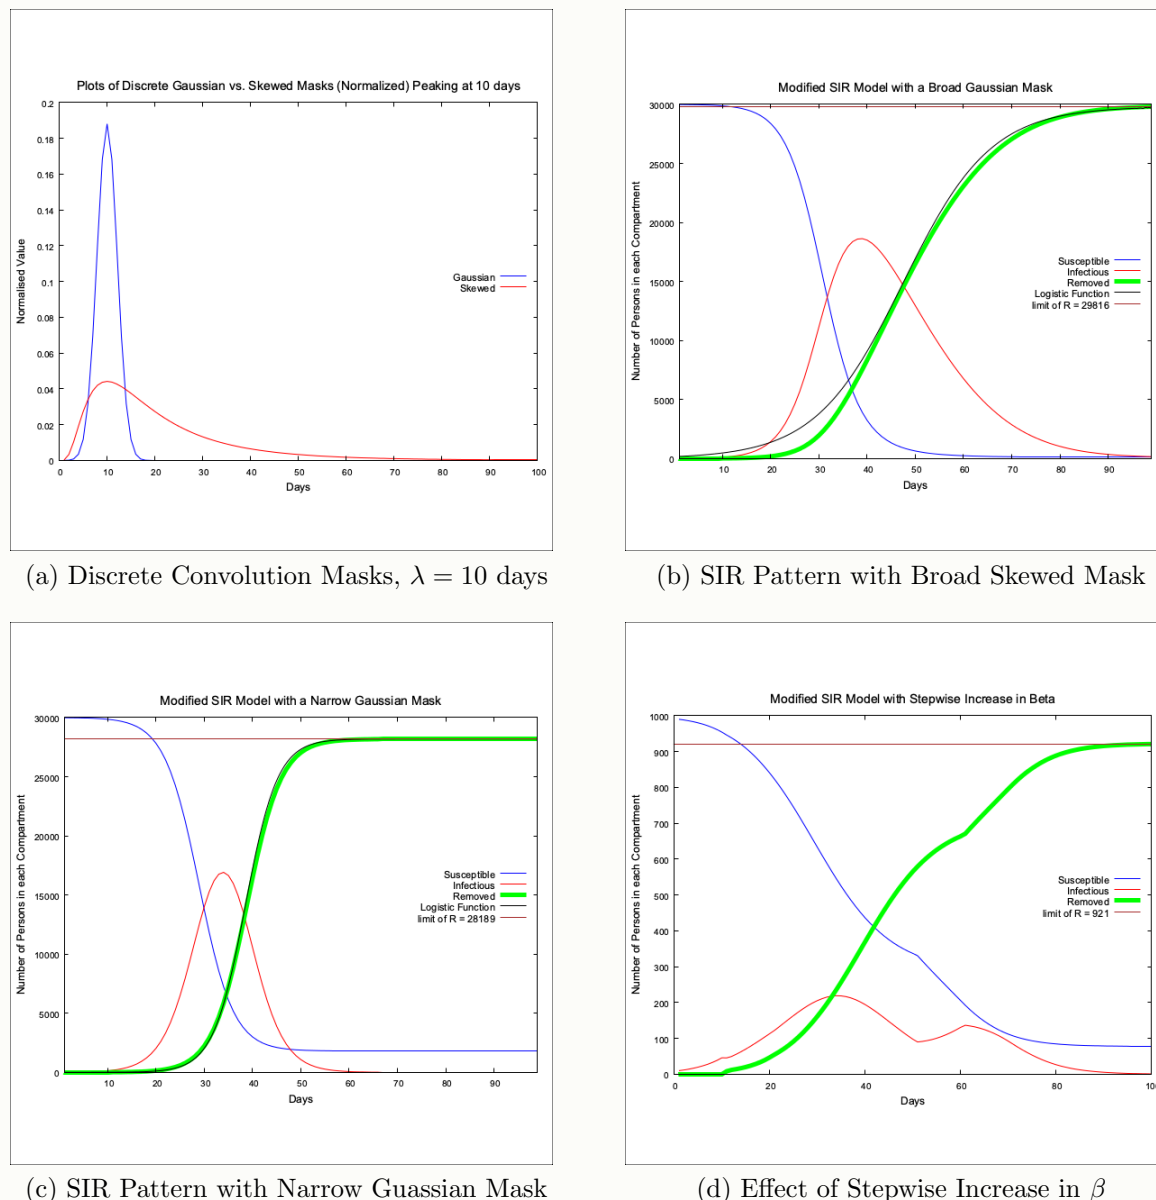 Plots of Discrete Gaussian vs. Skewed Masks (Normalized) Peaking at 10 days
0.2
0.18
0.16
0.14
0.12
0.1
0.08
0.06
0.04
0.02
0
Normalised Value
Gaussian
Skewed
0 10 20 30 40 50 60 70 80 90 100
Days
(a) Discrete Convolution Masks, λ = 10 days
Modified SIR Model with a Broad Gaussian Mask
30000
25000
20000
15000
10000
5000
0
Number of Persons in each Compartment
Susceptible
Infectious
Removed
Logistic Function
limit of R = 29816
10 20 30 40 50 60 70 80 90
Days
(b) SIR Pattern with Broad Skewed Mask
Modified SIR Model with a Narrow Gaussian Mask
30000
25000
20000
15000
10000
5000
0
Number of Persons in each Compartment
Susceptible
Infectious
Removed
Logistic Function
limit of R = 28189
10 20 30 40 50 60 70 80 90
Days
(c) SIR Pattern with Narrow Guassian Mask
Modified SIR Model with Stepwise Increase in Beta
1000
900
800
700
600
500
400
300
200
100
0
Number of Persons in each Compartment
Susceptible
Infectious
Removed
limit of R = 921
0 20 40 60 80 100
Days
(d) Effect of Stepwise Increase in β